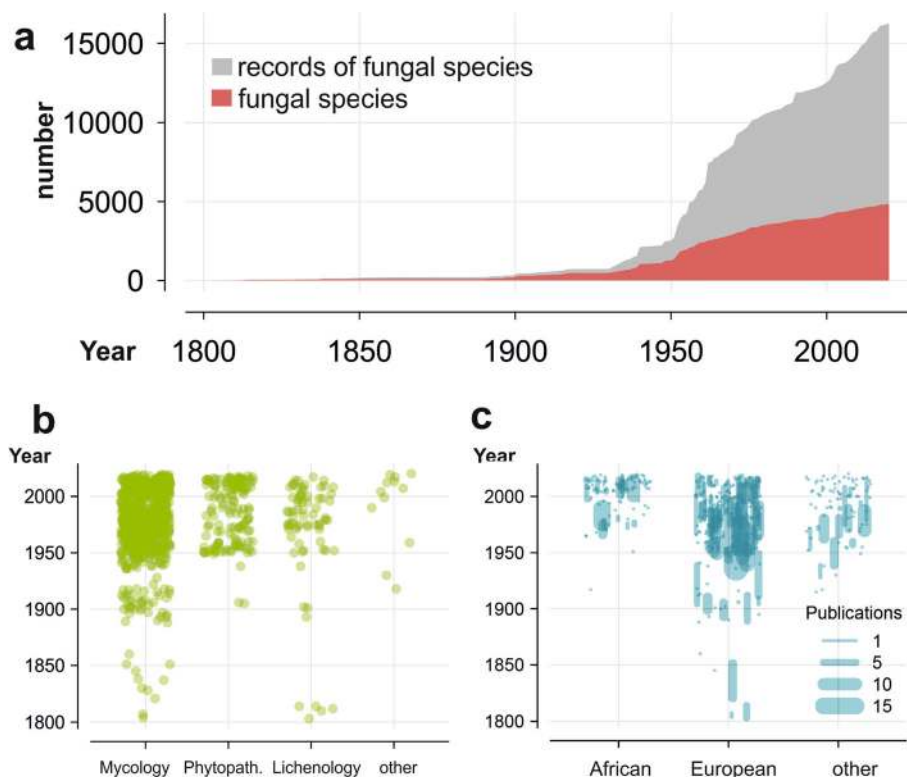 a
number
15000
10000
5000
0
records of fungal species
fungal species
Year 1800 1850 1900 1950 2000
b
Year
2000
1950
1900
1850
1800
Mycology Phytopath. Lichenology other
c
Year
2000
1950
1900
1850
1800
Publications
1
5
10
15
African European other